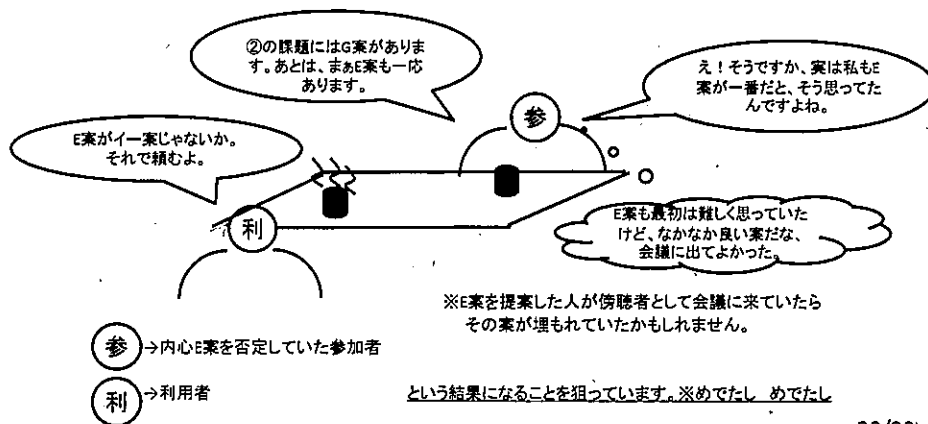 ②の課題にはG案がありま
す。あとは、まぁE案も一応
あります。
え！そうですか、実は私もE
案が一番だと、そう思ってた
んですよね。
参
E案がイー案じゃないか。
それで頼むよ。
利
E案も最初は難しく思っていた
けど、なかなか良い案だな、
会議に出てよかった。
※E案を提案した人が傍聴者として会議に来ていたら
その案が埋もれていたかもしれません。
参→内心E案を否定していた参加者
利→利用者
という結果になることを狙っています。※めでたし めでたし